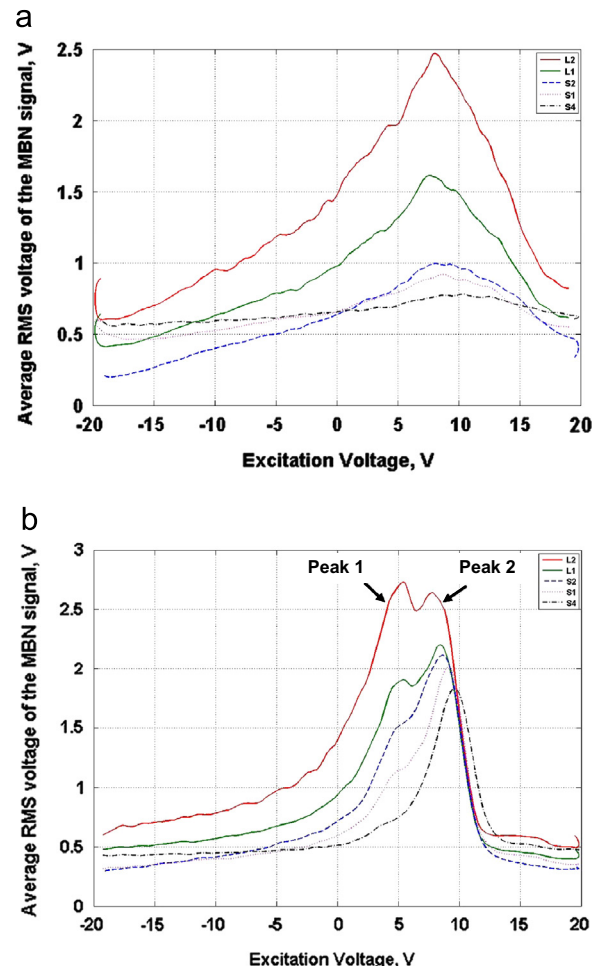 a
Average RMS voltage of the MBN signal, V
2.5
2
1.5
1
0.5
0
-20 -15 -10 -5 0 5 10 15 20
Excitation Voltage, V
L2
L1
S2
S1
S4
b
Average RMS voltage of the MBN signal, V
3
2.5
2
1.5
1
0.5
0
-20 -15 -10 -5 0 5 10 15 20
Excitation Voltage, V
Peak 1 Peak 2
L2
L1
S2
S1
S4